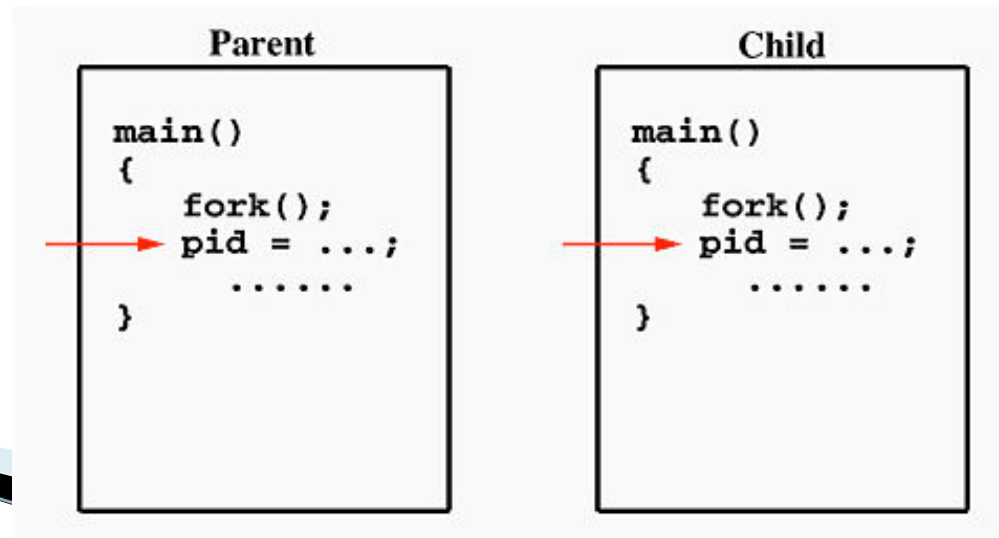 Parent
main()
{
fork();
pid = ...;
......
}
Child
main()
{
fork();
pid = ...;
......
}